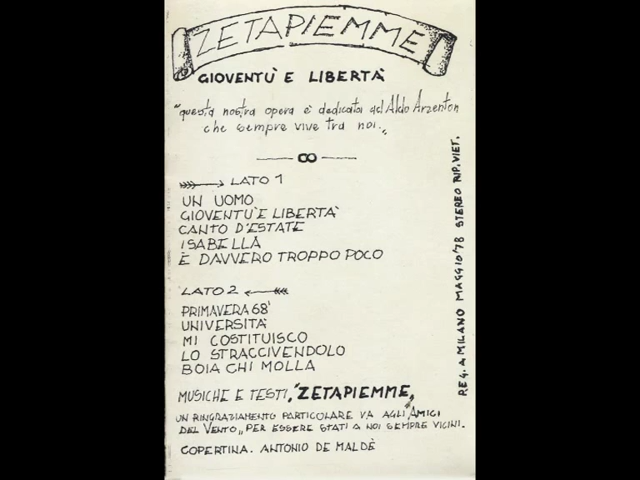 ZETAPIEMME
GIOVENTÙ E LIBERTÀ
"questa nostra opera è dedicata ad Aldo Arzenton
che sempre vive tra noi.„
LATO 1
UN UOMO
GIOVENTÙ E LIBERTÀ
CANTO D'ESTATE
ISABELLA
È DAVVERO TROPPO POCO
LATO 2
PRIMAVERA 68'
UNIVERSITÀ
MI COSTITUISCO
LO STRACCIVENDOLO
BOIA CHI MOLLA
MUSICHE E TESTI, "ZETAPIEMME„
UN RINGRAZIAMENTO PARTICOLARE VA AGLI "AMICI
DEL VENTO„ PER ESSERE STATI A NOI SEMPRE VICINI.
COPERTINA. ANTONIO DE MALDÈ
REG. A MILANO MAGGIO '78 STEREO RIP. VIET.